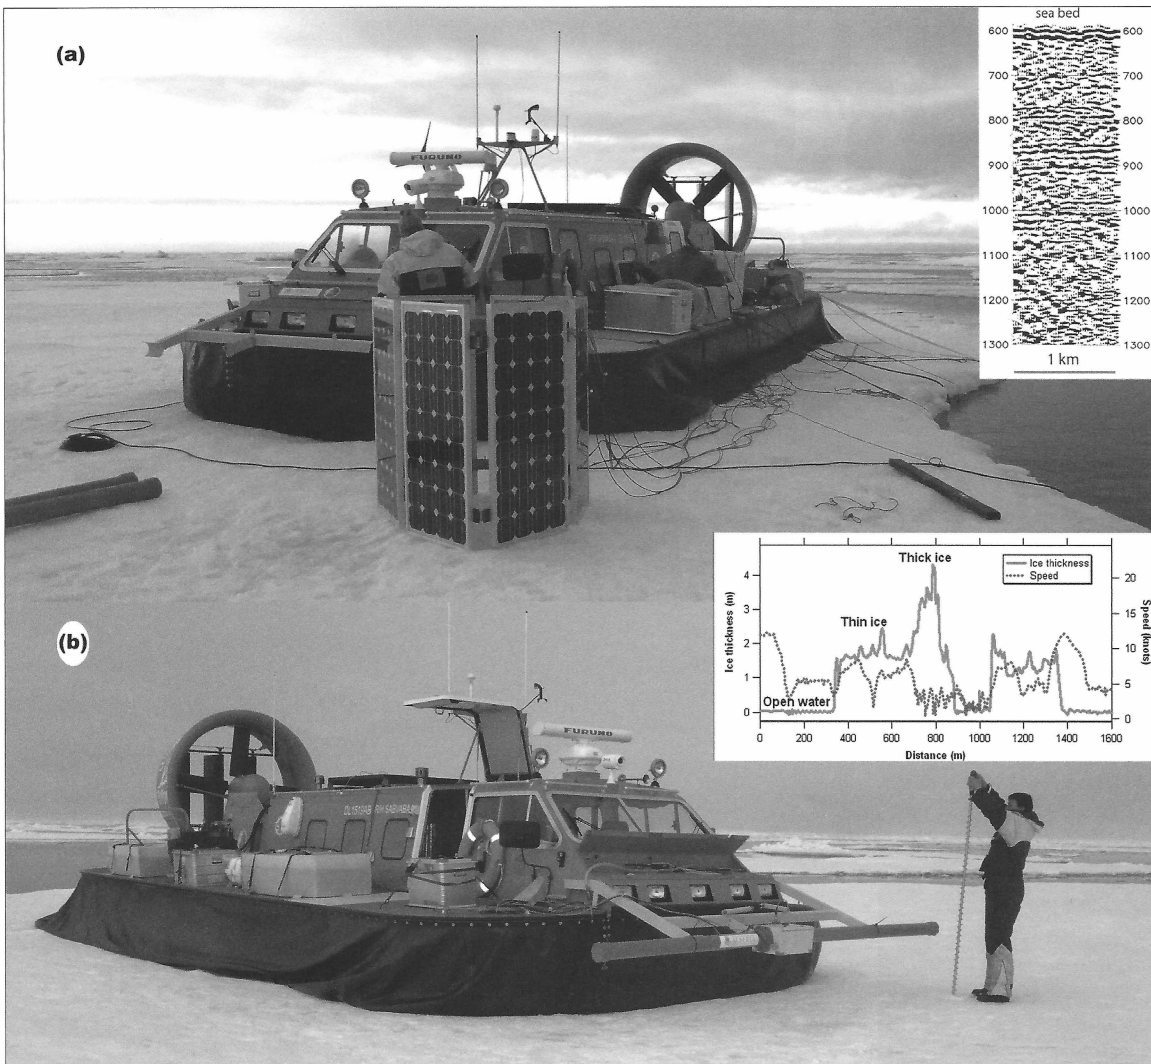 (a)
FURUNO
sea bed
600 600
700 700
800 800
900 900
1000 1000
1100 1100
1200 1200
1300 1300
1 km
(b)
FURUNO
Thick ice
Thin ice
Open water
Ice thickness
Speed
Ice thickness (m)
4
3
2
1
0
Speed (knots)
20
15
10
5
0
0 200 400 600 800 1000 1200 1400 1600
Distance (m)